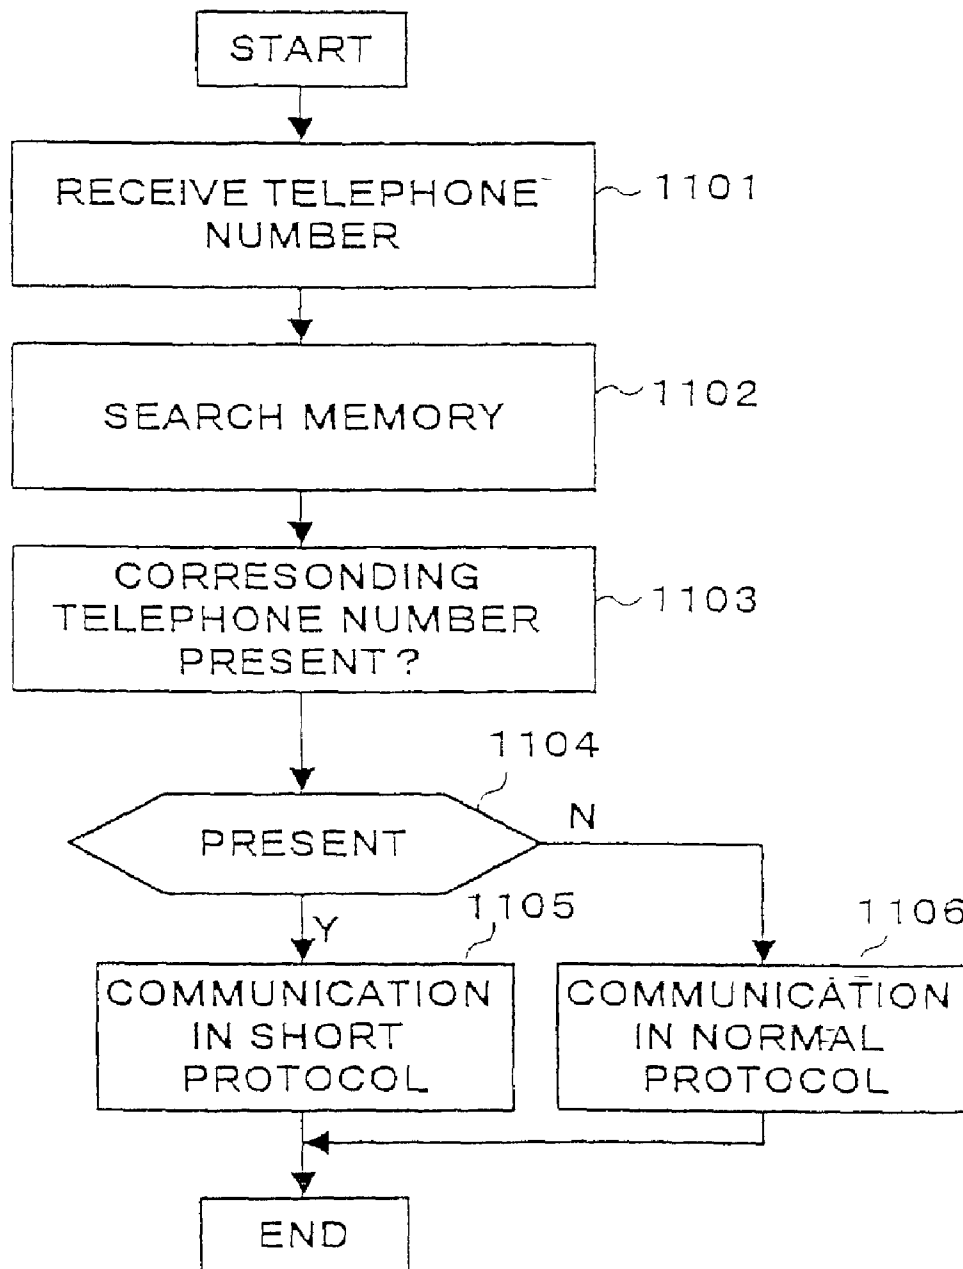 START
RECEIVE TELEPHONE
NUMBER
1101
SEARCH MEMORY
1102
CORRESONDING
TELEPHONE NUMBER
PRESENT?
1103
1104
PRESENT
N
Y
1105
COMMUNICATION
IN SHORT
PROTOCOL
1106
COMMUNICATION
IN NORMAL
PROTOCOL
END